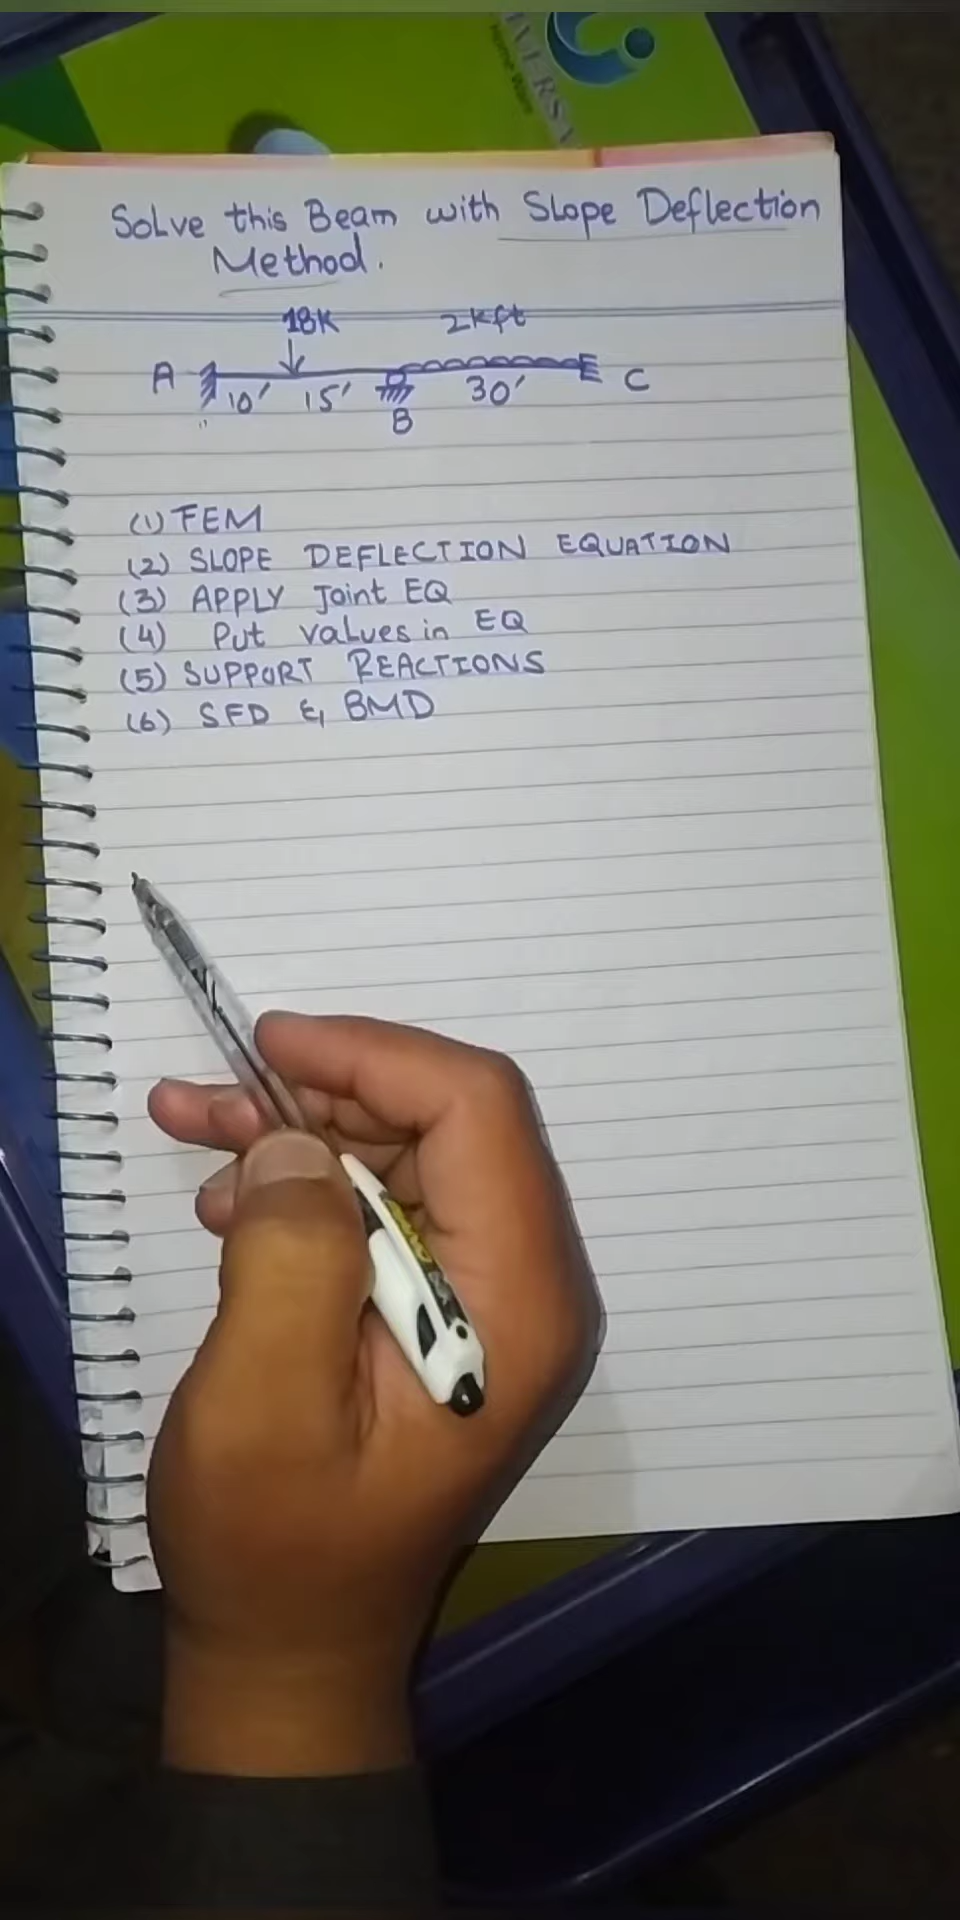 Solve this Beam with Slope Deflection
Method.
18K 2kft
A 10' 15' 30' C
B
(1) FEM
(2) SLOPE DEFLECTION EQUATION
(3) APPLY Joint EQ
(4) Put values in EQ
(5) SUPPORT REACTIONS
(6) SFD & BMD